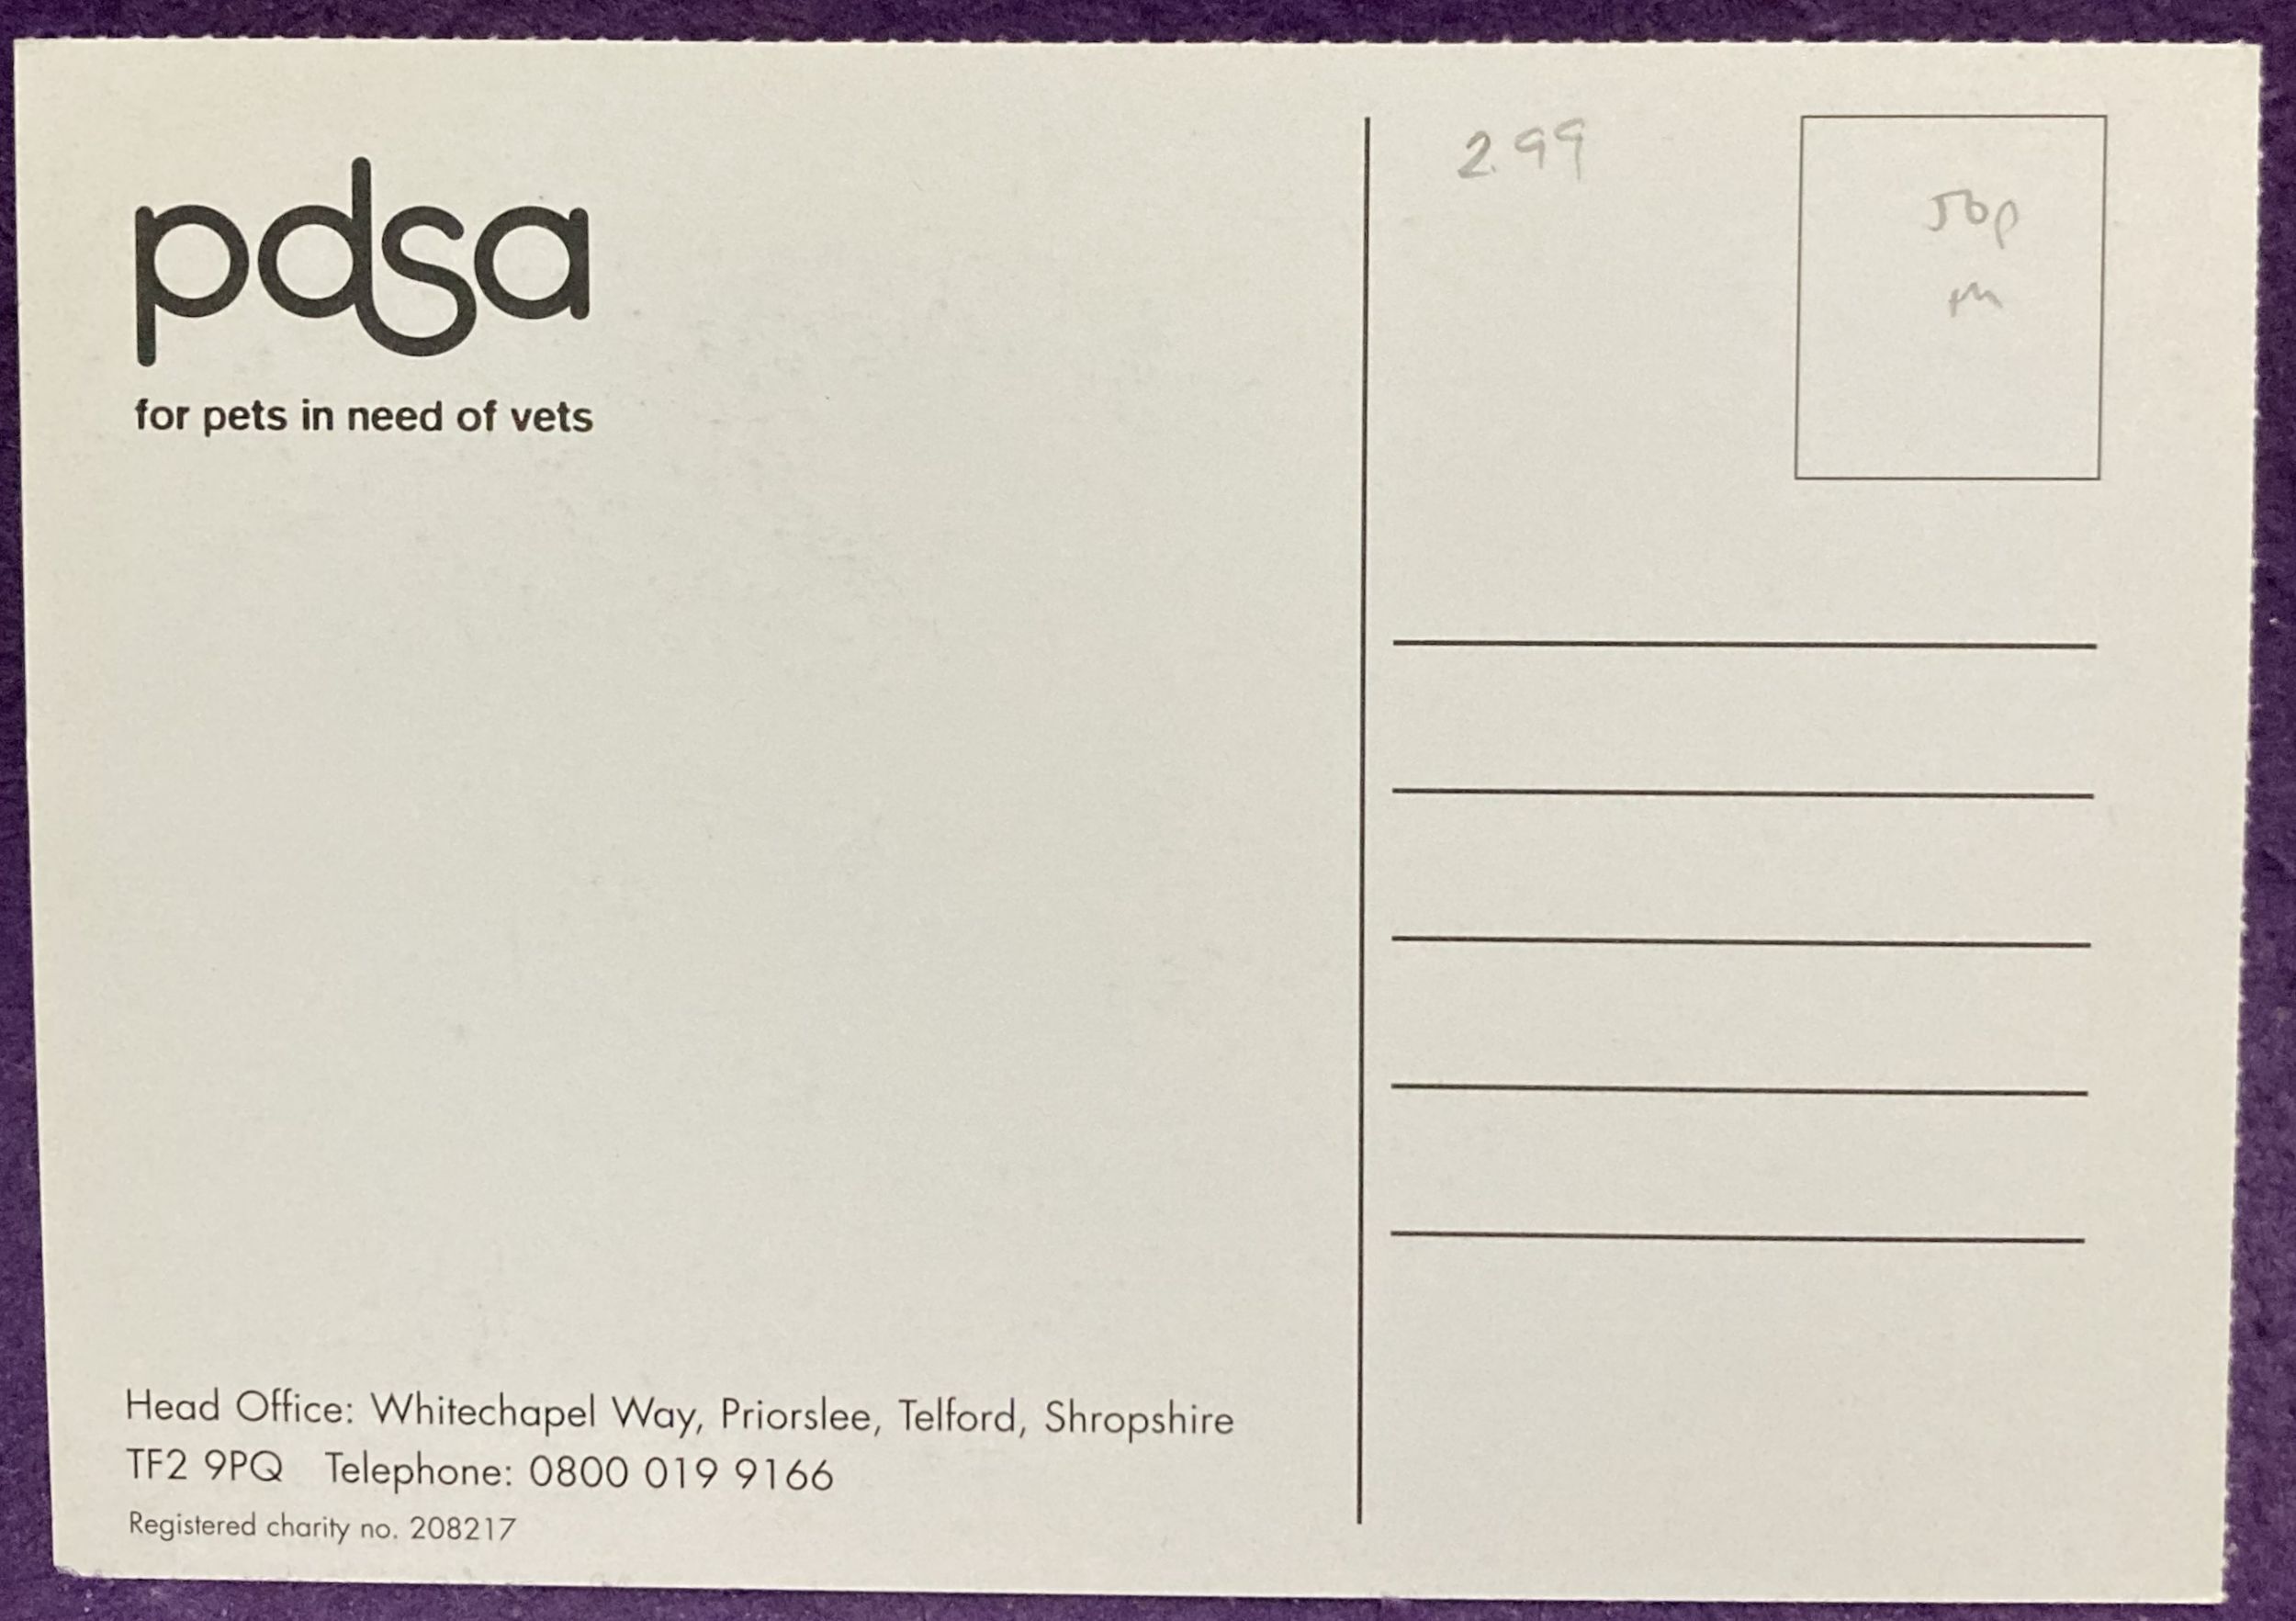 pdsa
for pets in need of vets
2.99
50p
Head Office: Whitechapel Way, Priorslee, Telford, Shropshire
TF2 9PQ Telephone: 0800 019 9166
Registered charity no. 208217